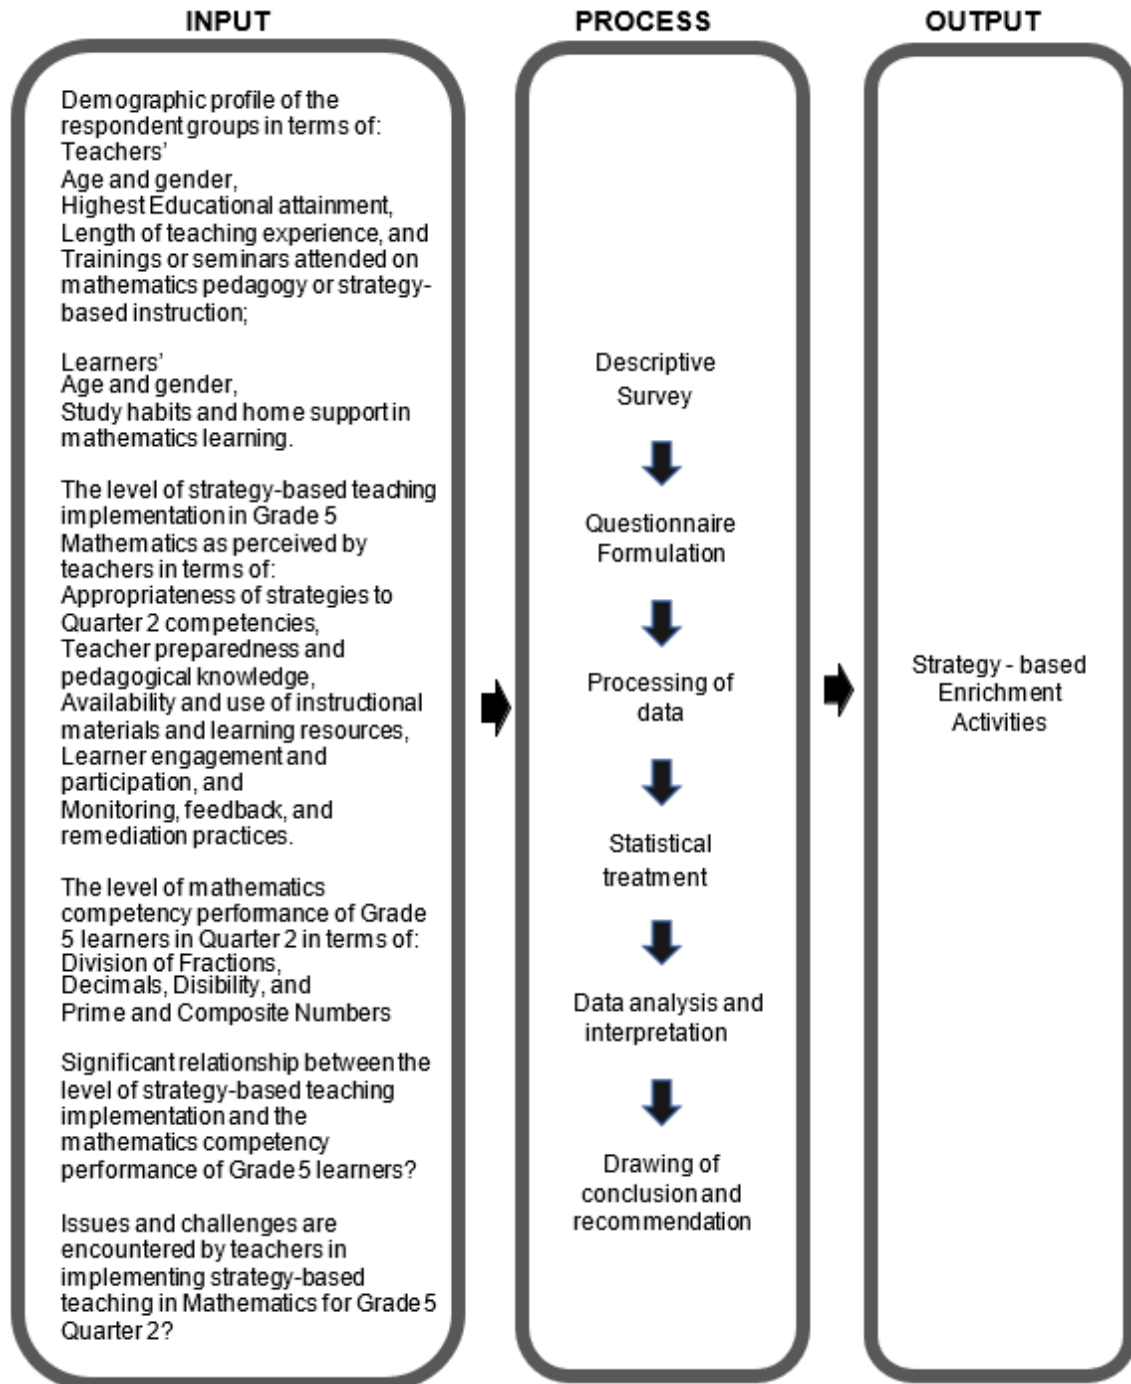 INPUT
Demographic profile of the
respondent groups in terms of:
Teachers'
Age and gender,
Highest Educational attainment,
Length of teaching experience, and
Trainings or seminars attended on
mathematics pedagogy or strategy-
based instruction;
Learners'
Age and gender,
Study habits and home support in
mathematics learning.
The level of strategy-based teaching
implementation in Grade 5
Mathematics as perceived by
teachers in terms of:
Appropriateness of strategies to
Quarter 2 competencies,
Teacher preparedness and
pedagogical knowledge,
Availability and use of instructional
materials and learning resources,
Learner engagement and
participation, and
Monitoring, feedback, and
remediation practices.
The level of mathematics
competency performance of Grade
5 learners in Quarter 2 in terms of:
Division of Fractions,
Decimals, Disibility, and
Prime and Composite Numbers
Significant relationship between the
level of strategy-based teaching
implementation and the
mathematics competency
performance of Grade 5 learners?
Issues and challenges are
encountered by teachers in
implementing strategy-based
teaching in Mathematics for Grade 5
Quarter 2?
PROCESS
Descriptive
Survey
Questionnaire
Formulation
Processing of
data
Statistical
treatment
Data analysis and
interpretation
Drawing of
conclusion and
recommendation
OUTPUT
Strategy - based
Enrichment
Activities